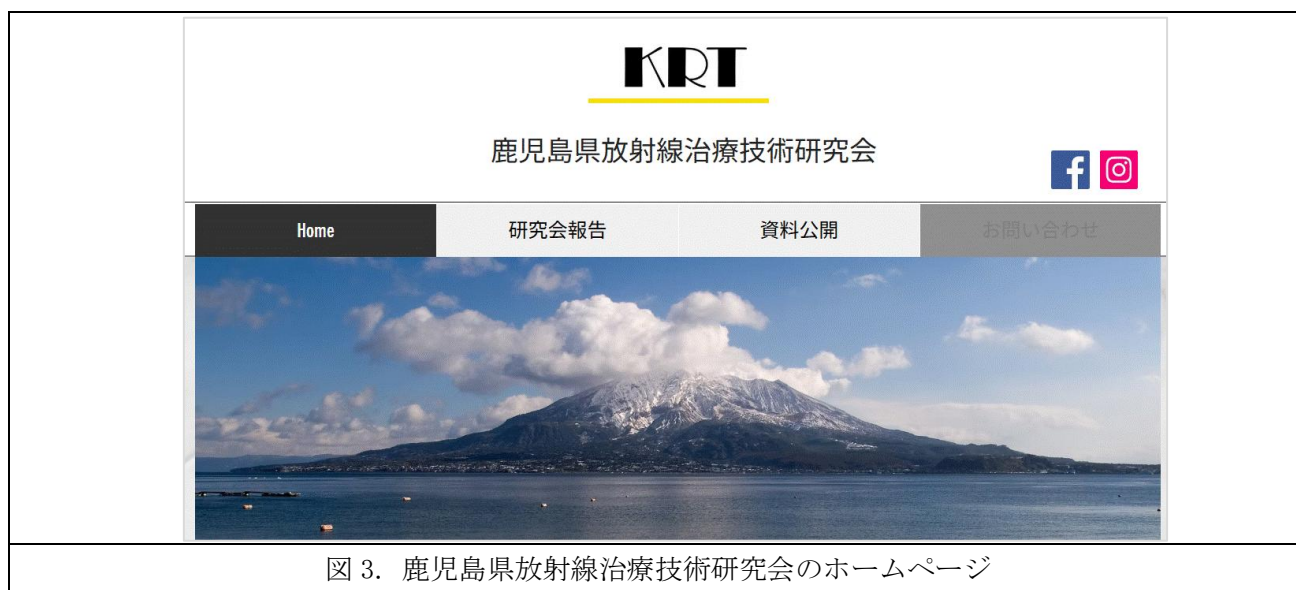 KRT
鹿児島県放射線治療技術研究会
Home 研究会報告 資料公開 お問い合わせ
図 3. 鹿児島県放射線治療技術研究会のホームページ